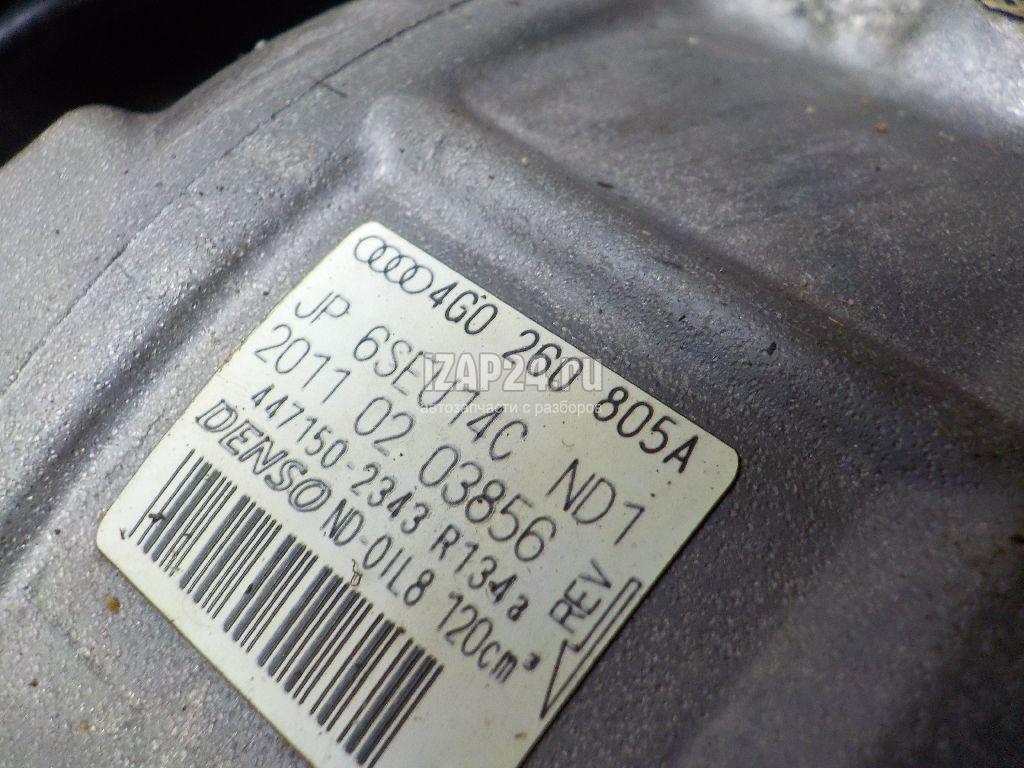 4G0 260 805A
JP 6SEU14C ND1
2011 02 03856
447150-2343 R134a
DENSO ND-OIL8 120cm³
REV
iZAP24.ru
автозапчасти с разборов